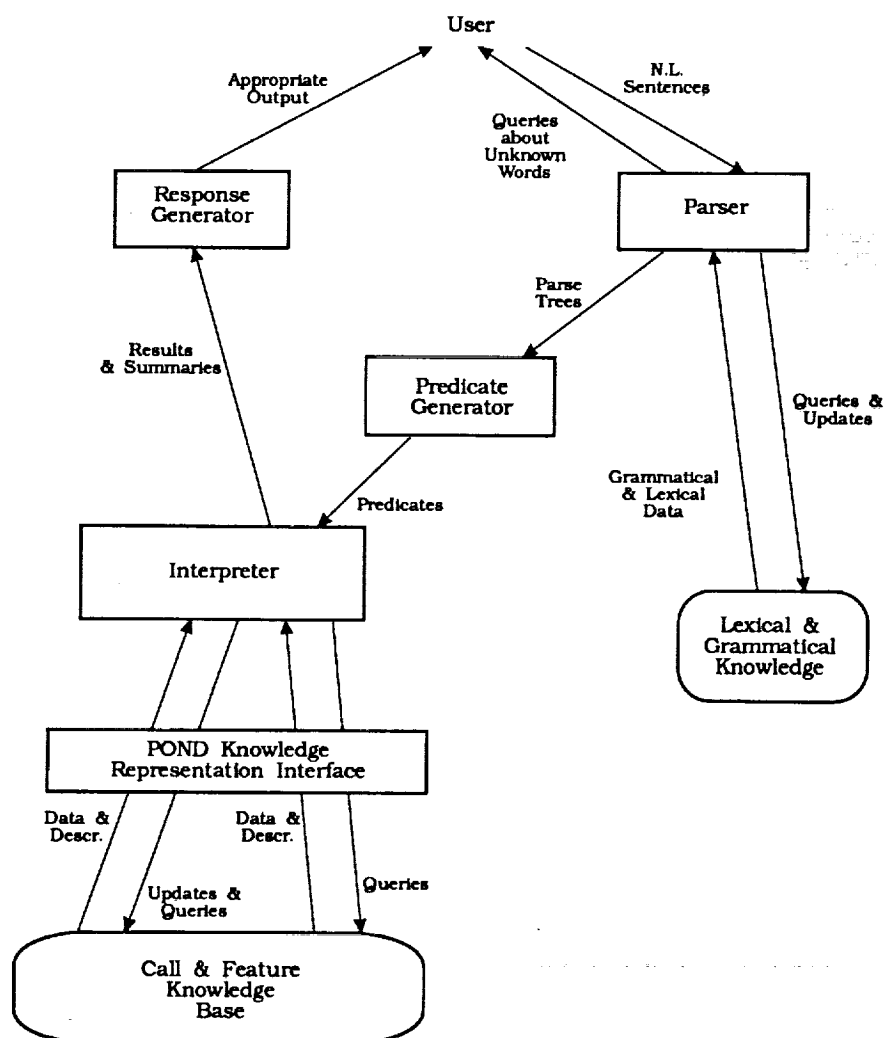 User
Appropriate
Output
N.L.
Sentences
Queries
about
Unknown
Words
Response
Generator
Parser
Parse
Trees
Results
& Summaries
Predicate
Generator
Queries &
Updates
Grammatical
& Lexical
Data
Predicates
Interpreter
Lexical &
Grammatical
Knowledge
POND Knowledge
Representation Interface
Data &
Descr.
Data &
Descr.
Updates &
Queries
Queries
Call & Feature
Knowledge
Base